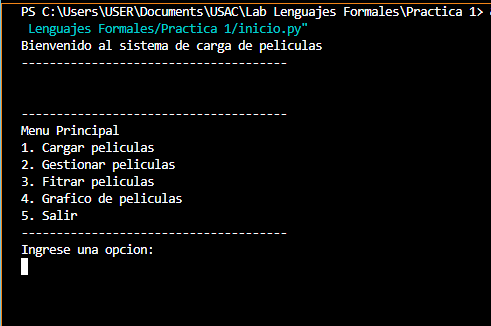 PS C:\Users\USER\Documents\USAC\Lab Lenguajes Formales\Practica 1>
Lenguajes Formales/Practica 1/inicio.py"
Bienvenido al sistema de carga de peliculas
--------------------------------------
--------------------------------------
Menu Principal
1. Cargar peliculas
2. Gestionar peliculas
3. Fitrar peliculas
4. Grafico de peliculas
5. Salir
--------------------------------------
Ingrese una opcion: